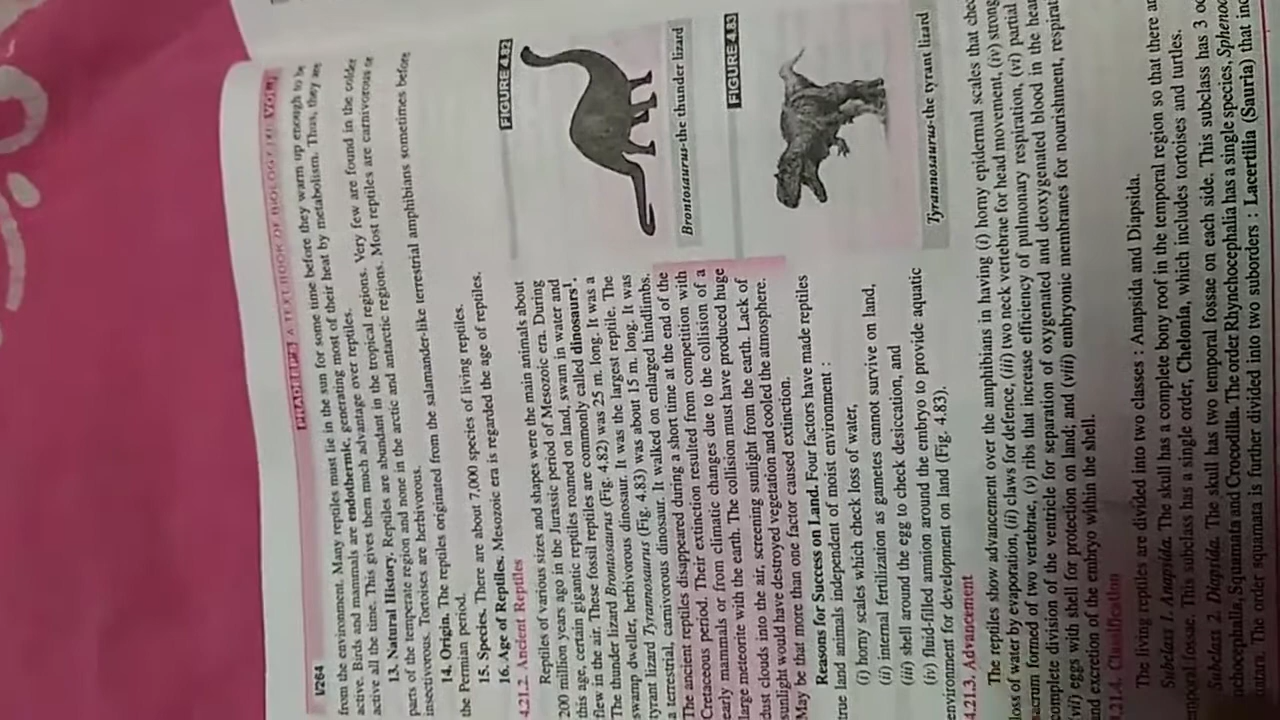 V/264
PRADEEP'S A TEXT BOOK OF BIOLOGY
from the environment. Many reptiles must lie in the sun for some time before they warm up enough to be
active. Birds and mammals are endothermic, generating most of their heat by metabolism. Thus, they are
active all the time. This gives them much advantage over reptiles.
13. Natural History. Reptiles are abundant in the tropical regions. Very few are found in the colder
parts of the temperate region and none in the arctic and antarctic regions. Most reptiles are carnivorous or
insectivorous. Tortoises are herbivorous.
14. Origin. The reptiles originated from the salamander-like terrestrial amphibians sometimes before
the Permian period.
15. Species. There are about 7,000 species of living reptiles.
16. Age of Reptiles. Mesozoic era is regarded the age of reptiles.
4.21.2. Ancient Reptiles
Reptiles of various sizes and shapes were the main animals about
200 million years ago in the Jurassic period of Mesozoic era. During
this age, certain gigantic reptiles roamed on land, swam in water and
flew in the air. These fossil reptiles are commonly called dinosaurs¹.
The thunder lizard Brontosaurus (Fig. 4.82) was 25 m. long. It was a
swamp dweller, herbivorous dinosaur. It was the largest reptile. The
tyrant lizard Tyrannosaurus (Fig. 4.83) was about 15 m. long. It was
a terrestrial, carnivorous dinosaur. It walked on enlarged hindlimbs.
The ancient reptiles disappeared during a short time at the end of the
Cretaceous period. Their extinction resulted from competition with
early mammals or from climatic changes due to the collision of a
large meteorite with the earth. The collision must have produced huge
dust clouds into the air, screening sunlight from the earth. Lack of
sunlight would have destroyed vegetation and cooled the atmosphere.
May be that more than one factor caused extinction.
FIGURE 4.82
Brontosaurus-the thunder lizard
FIGURE 4.83
Tyrannosaurus-the tyrant lizard
Reasons for Success on Land. Four factors have made reptiles
true land animals independent of moist environment :
(i) horny scales which check loss of water,
(ii) internal fertilization as gametes cannot survive on land,
(iii) shell around the egg to check desiccation, and
(iv) fluid-filled amnion around the embryo to provide aquatic
environment for development on land (Fig. 4.83).
4.21.3. Advancement
The reptiles show advancement over the amphibians in having (i) horny epidermal scales that chec
loss of water by evaporation, (ii) claws for defence, (iii) two neck vertebrae for head movement, (iv) strong
sacrum formed of two vertebrae, (v) ribs that increase efficiency of pulmonary respiration, (vi) partial
complete division of the ventricle for separation of oxygenated and deoxygenated blood in the hear
vii) eggs with shell for protection on land; and (viii) embryonic membranes for nourishment, respirat
nd excretion of the embryo within the shell.
4.21.4. Classification
The living reptiles are divided into two classes : Anapsida and Diapsida.
Subclass 1. Anapsida. The skull has a complete bony roof in the temporal region so that there ar
emporal fossae. This subclass has a single order, Chelonia, which includes tortoises and turtles.
Subclass 2. Diapsida. The skull has two temporal fossae on each side. This subclass has 3 or
nchocephalia, Squamata and Crocodilia. The order Rhynchocephalia has a single species, Sphenoc
The order squamata is further divided into two suborders : Lacertilia (Sauria) that inc